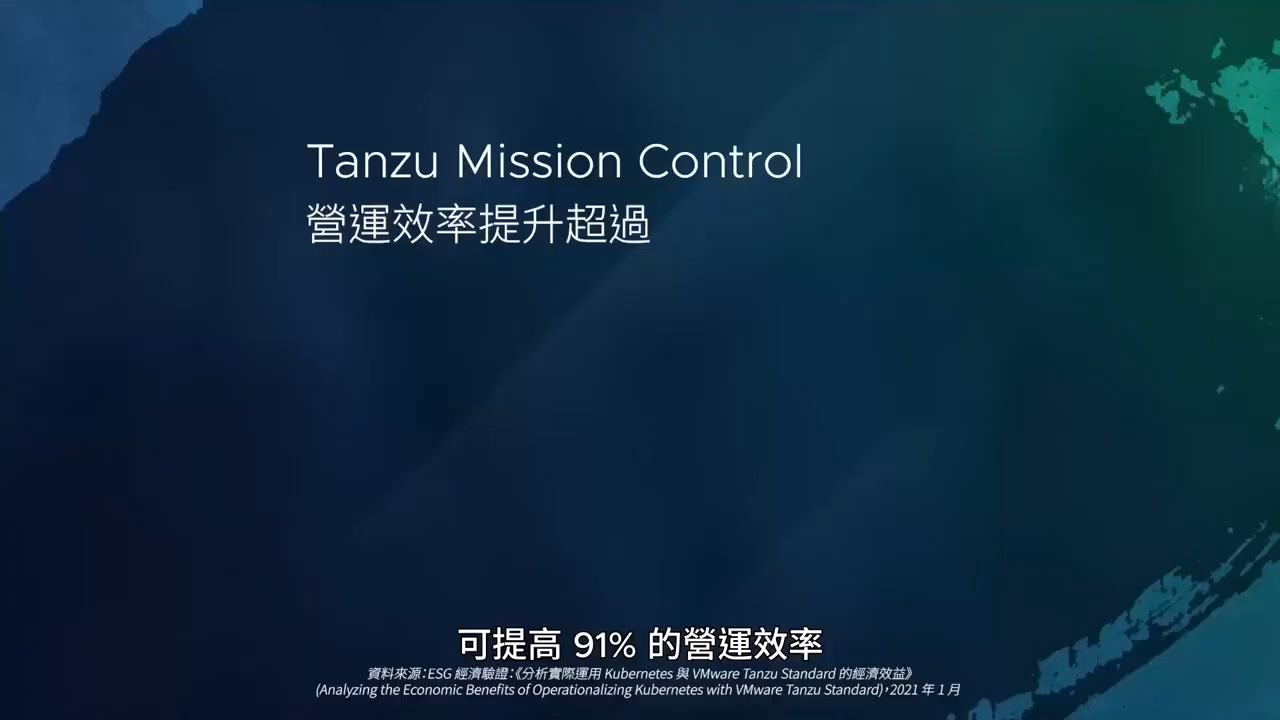 Tanzu Mission Control
營運效率提升超過
可提高 91% 的營運效率
資料來源：ESG 經濟驗證：《分析實際運用 Kubernetes 與 VMware Tanzu Standard 的經濟效益》
(Analyzing the Economic Benefits of Operationalizing Kubernetes with VMware Tanzu Standard)，2021 年 1 月